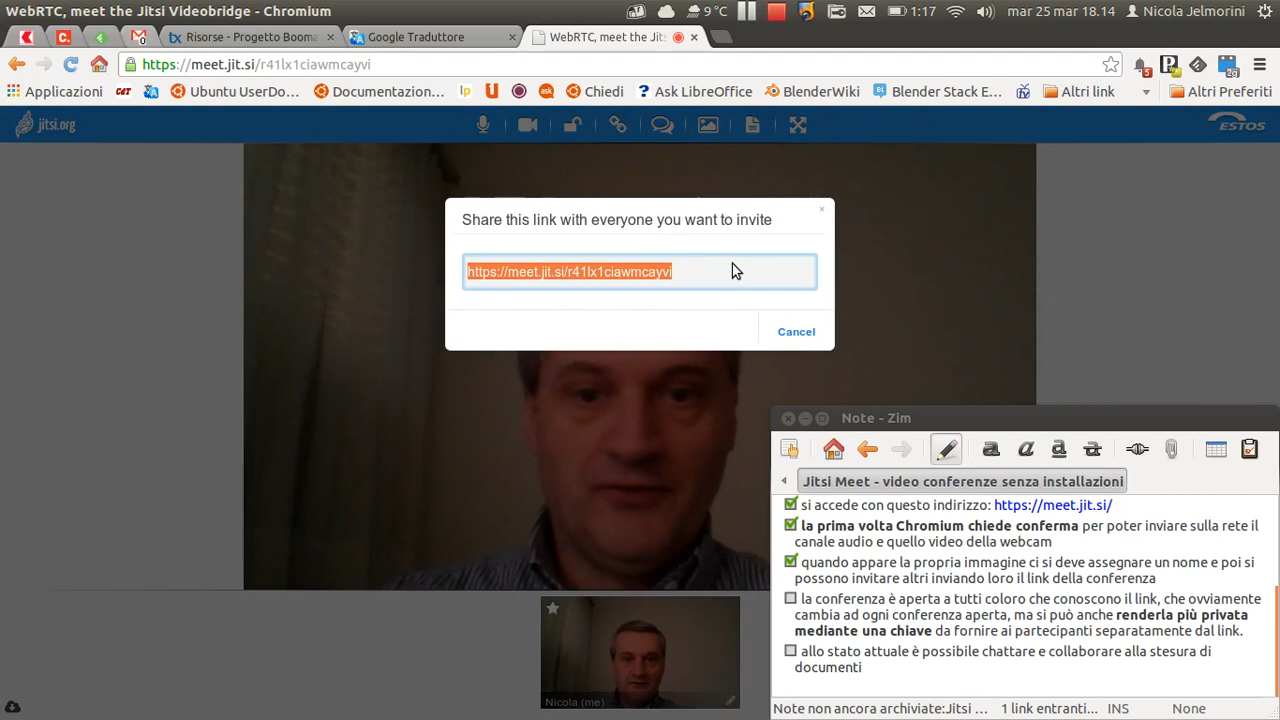 WebRTC, meet the Jitsi Videobridge - Chromium
9 °C
1:17
mar 25 mar 18.14
Nicola Jelmorini
Risorse - Progetto Booma
Google Traduttore
WebRTC, meet the Jits
https://meet.jit.si/r41lx1ciawmcayvi
5
Applicazioni
Ubuntu UserDo...
Documentazion...
lp
ask
Chiedi
Ask LibreOffice
BlenderWiki
Blender Stack E...
Altri link
Altri Preferiti
jitsi.org
ESTOS
Share this link with everyone you want to invite
×
https://meet.jit.si/r41lx1ciawmcayvi
Cancel
Note - Zim
Jitsi Meet - video conferenze senza installazioni
si accede con questo indirizzo: https://meet.jit.si/
la prima volta Chromium chiede conferma per poter inviare sulla rete il
canale audio e quello video della webcam
quando appare la propria immagine ci si deve assegnare un nome e poi si
possono invitare altri inviando loro il link della conferenza
la conferenza è aperta a tutti coloro che conoscono il link, che ovviamente
cambia ad ogni conferenza aperta, ma si può anche renderla più privata
mediante una chiave da fornire ai partecipanti separatamente dal link.
allo stato attuale è possibile chattare e collaborare alla stesura di
documenti
Nicola (me)
Note non ancora archiviate:Jitsi ...
1 link entranti...
INS
None